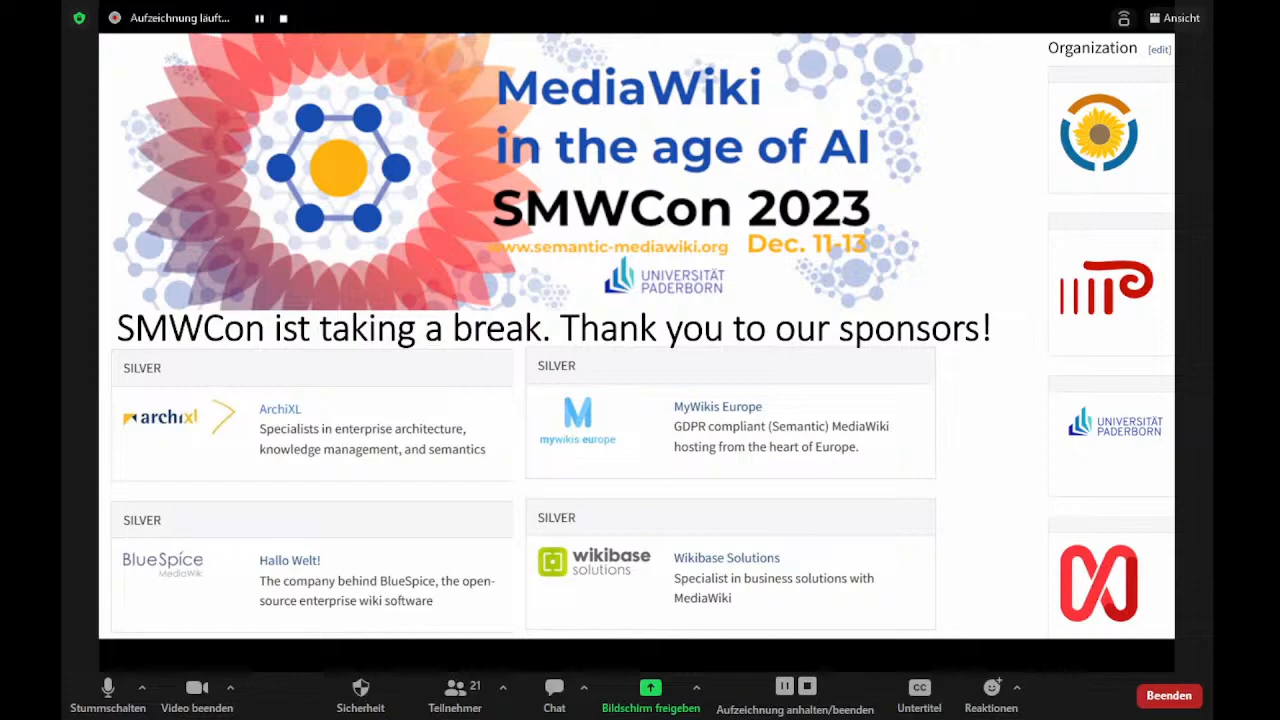 Aufzeichnung läuft...
Ansicht
MediaWiki
in the age of AI
SMWCon 2023
www.semantic-mediawiki.org Dec. 11-13
UNIVERSITÄT
PADERBORN
SMWCon ist taking a break. Thank you to our sponsors!
SILVER
archixl
ArchiXL
Specialists in enterprise architecture,
knowledge management, and semantics
SILVER
mywikis europe
MyWikis Europe
GDPR compliant (Semantic) MediaWiki
hosting from the heart of Europe.
SILVER
BlueSpice
MediaWiki
Hallo Welt!
The company behind BlueSpice, the open-
source enterprise wiki software
SILVER
wikibase
solutions
Wikibase Solutions
Specialist in business solutions with
MediaWiki
Organization [edit]
UNIVERSITÄT
PADERBORN
Stummschalten
Video beenden
Sicherheit
21
Teilnehmer
Chat
Bildschirm freigeben
Aufzeichnung anhalten/beenden
CC
Untertitel
Reaktionen
Beenden